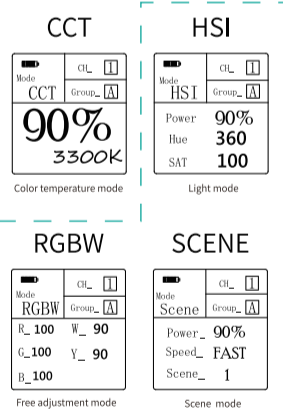 CCT
Mode
CCT
CH_ 1
Group_ A
90%
3300K
Color temperature mode
HSI
Mode
HSI
CH_ 1
Group_ A
Power 90%
Hue 360
SAT 100
Light mode
RGBW
Mode
RGBW
CH_ 1
Group_ A
R_ 100 W_ 90
G_100 Y_ 90
B_100
Free adjustment mode
SCENE
Mode
Scene
CH_ 1
Group_ A
Power_ 90%
Speed_ FAST
Scene_ 1
Scene mode